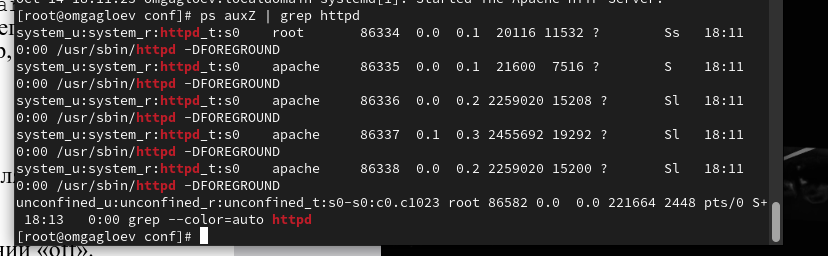 [root@omgagloev conf]# ps auxZ | grep httpd
system_u:system_r:httpd_t:s0    root       86334  0.0  0.1  20116 11532 ?        Ss   18:11
0:00 /usr/sbin/httpd -DFOREGROUND
system_u:system_r:httpd_t:s0    apache     86335  0.0  0.1  21600  7516 ?        S    18:11
0:00 /usr/sbin/httpd -DFOREGROUND
system_u:system_r:httpd_t:s0    apache     86336  0.0  0.2 2259020 15208 ?       Sl   18:11
0:00 /usr/sbin/httpd -DFOREGROUND
system_u:system_r:httpd_t:s0    apache     86337  0.1  0.3 2455692 19292 ?       Sl   18:11
0:00 /usr/sbin/httpd -DFOREGROUND
system_u:system_r:httpd_t:s0    apache     86338  0.0  0.2 2259020 15200 ?       Sl   18:11
0:00 /usr/sbin/httpd -DFOREGROUND
unconfined_u:unconfined_r:unconfined_t:s0-s0:c0.c1023 root 86582 0.0  0.0 221664 2448 pts/0 S+
18:13   0:00 grep --color=auto httpd
[root@omgagloev conf]#